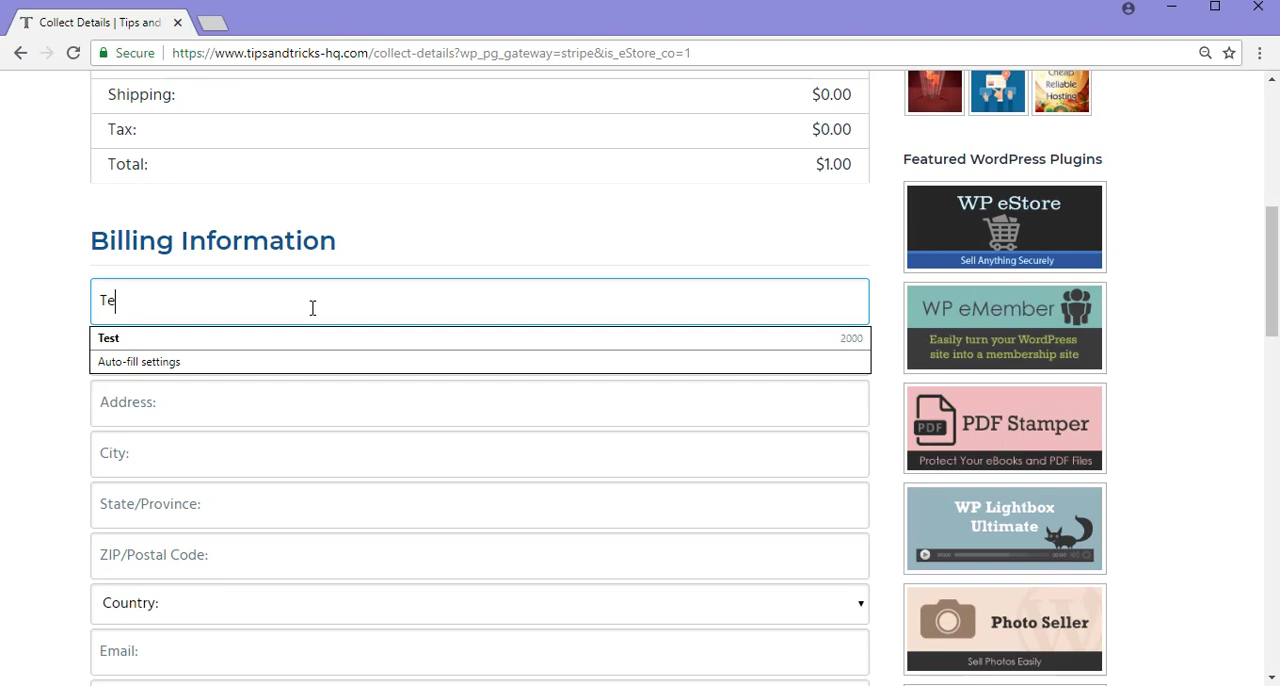 Collect Details | Tips and
Secure
https://www.tipsandtricks-hq.com/collect-details?wp_pg_gateway=stripe&is_eStore_co=1
Shipping: $0.00
Tax: $0.00
Total: $1.00
Billing Information
Te
Test 2000
Auto-fill settings
Address:
City:
State/Province:
ZIP/Postal Code:
Country:
Email:
Cheap
Reliable
Hosting
Featured WordPress Plugins
WP eStore
Sell Anything Securely
WP eMember
Easily turn your WordPress
site into a membership site
PDF
PDF Stamper
Protect Your eBooks and PDF Files
WP Lightbox
Ultimate
Photo Seller
Sell Photos Easily